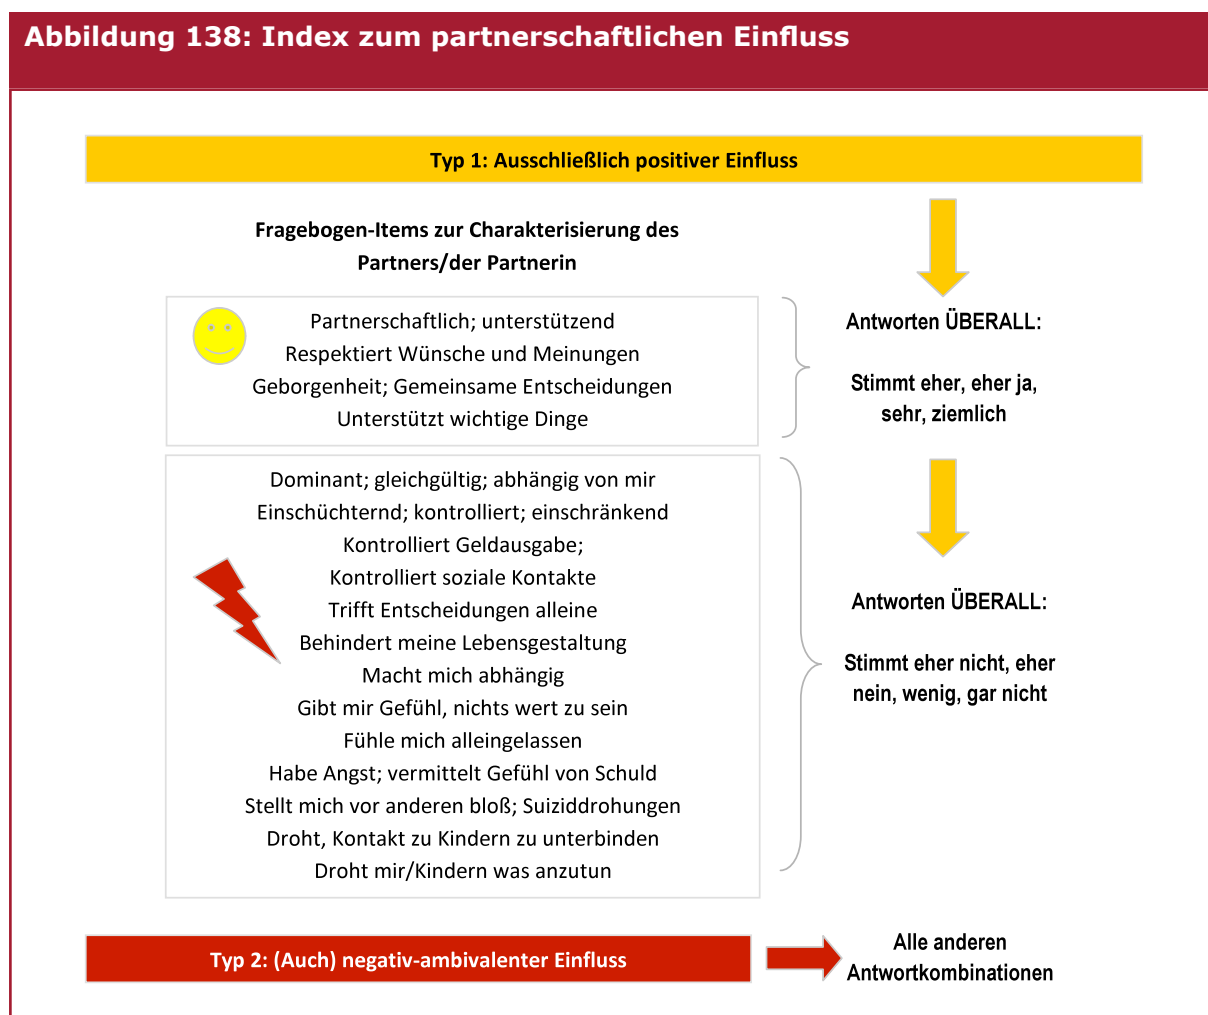 Abbildung 138: Index zum partnerschaftlichen Einfluss
Typ 1: Ausschließlich positiver Einfluss
Fragebogen-Items zur Charakterisierung des
Partners/der Partnerin
Partnerschaftlich; unterstützend
Respektiert Wünsche und Meinungen
Geborgenheit; Gemeinsame Entscheidungen
Unterstützt wichtige Dinge
Antworten ÜBERALL:
Stimmt eher, eher ja,
sehr, ziemlich
Dominant; gleichgültig; abhängig von mir
Einschüchternd; kontrolliert; einschränkend
Kontrolliert Geldausgabe;
Kontrolliert soziale Kontakte
Trifft Entscheidungen alleine
Behindert meine Lebensgestaltung
Macht mich abhängig
Gibt mir Gefühl, nichts wert zu sein
Fühle mich alleingelassen
Habe Angst; vermittelt Gefühl von Schuld
Stellt mich vor anderen bloß; Suiziddrohungen
Droht, Kontakt zu Kindern zu unterbinden
Droht mir/Kindern was anzutun
Antworten ÜBERALL:
Stimmt eher nicht, eher
nein, wenig, gar nicht
Typ 2: (Auch) negativ-ambivalenter Einfluss
Alle anderen
Antwortkombinationen